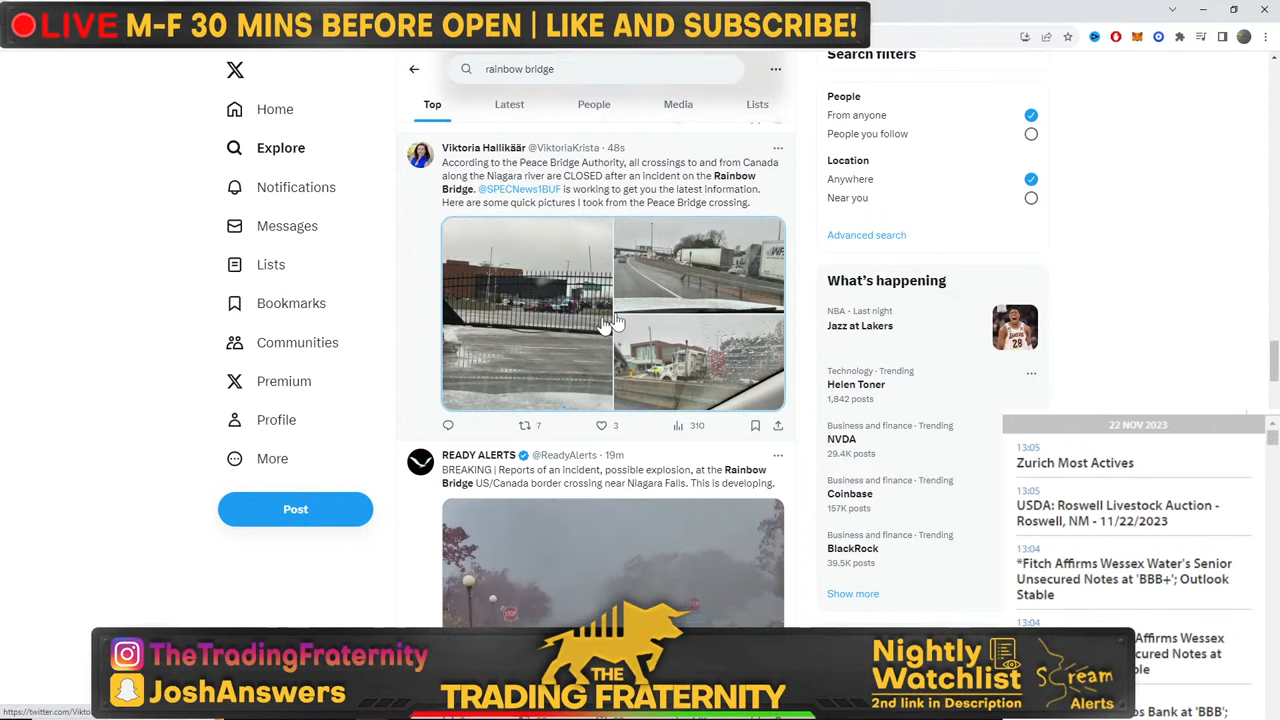 LIVE M-F 30 MINS BEFORE OPEN | LIKE AND SUBSCRIBE!
rainbow bridge
Top Latest People Media Lists
Home
Explore
Notifications
Messages
Lists
Bookmarks
Communities
Premium
Profile
More
Post
Viktoria Hallikäär @ViktoriaKrista · 48s
According to the Peace Bridge Authority, all crossings to and from Canada
along the Niagara river are CLOSED after an incident on the Rainbow
Bridge. @SPECNews1BUF is working to get you the latest information.
Here are some quick pictures I took from the Peace Bridge crossing.
7 3 310
READY ALERTS @ReadyAlerts · 19m
BREAKING | Reports of an incident, possible explosion, at the Rainbow
Bridge US/Canada border crossing near Niagara Falls. This is developing.
STOP
Search filters
People
From anyone
People you follow
Location
Anywhere
Near you
Advanced search
What's happening
NBA · Last night
Jazz at Lakers
Technology · Trending
Helen Toner
1,842 posts
Business and finance · Trending
NVDA
29.4K posts
Business and finance · Trending
Coinbase
157K posts
Business and finance · Trending
BlackRock
39.5K posts
Show more
22 NOV 2023
13:05
Zurich Most Actives
13:05
USDA: Roswell Livestock Auction -
Roswell, NM - 11/22/2023
13:04
*Fitch Affirms Wessex Water's Senior
Unsecured Notes at 'BBB+'; Outlook
Stable
13:04
Affirms Wessex
Notes at
Bank at 'BBB';
TheTradingFraternity
JoshAnswers
THE
TRADING FRATERNITY
Nightly
Watchlist
2nd link in Description
Scream
Alerts